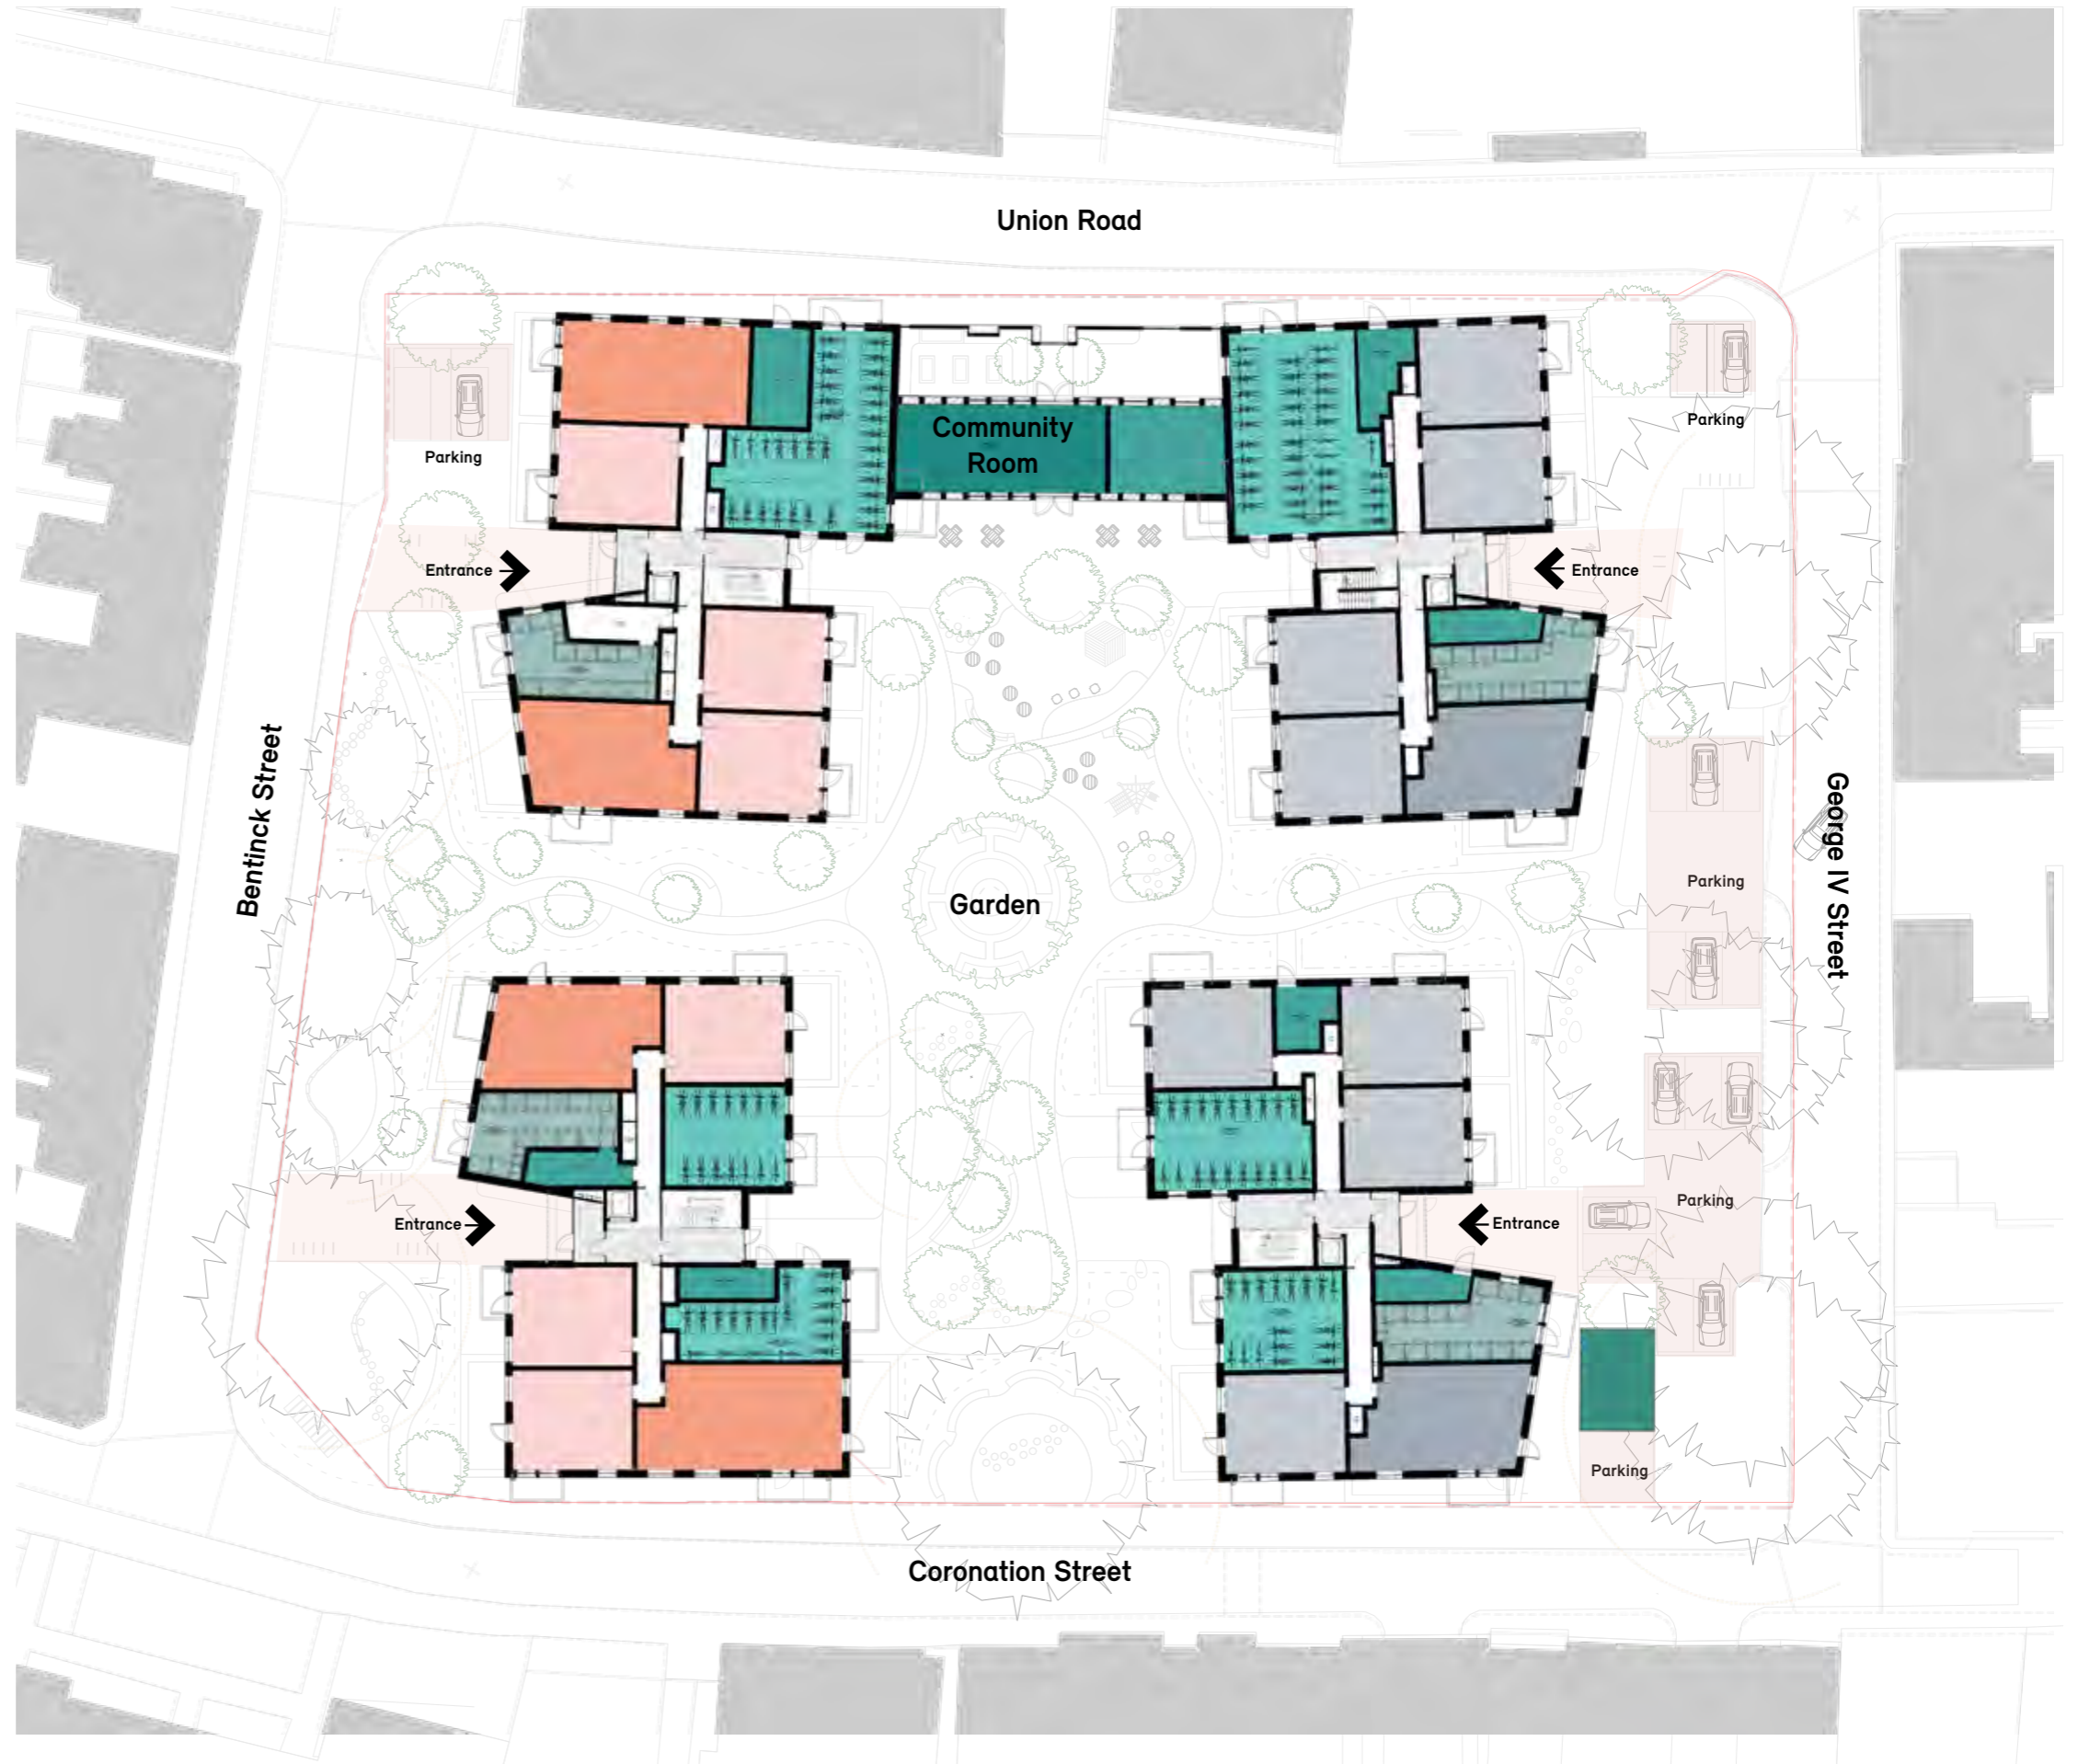 Union Road
Parking
Parking
Community
Room
Entrance
Entrance
Bentinck Street
George IV Street
Parking
Garden
Parking
Entrance
Entrance
Parking
Coronation Street